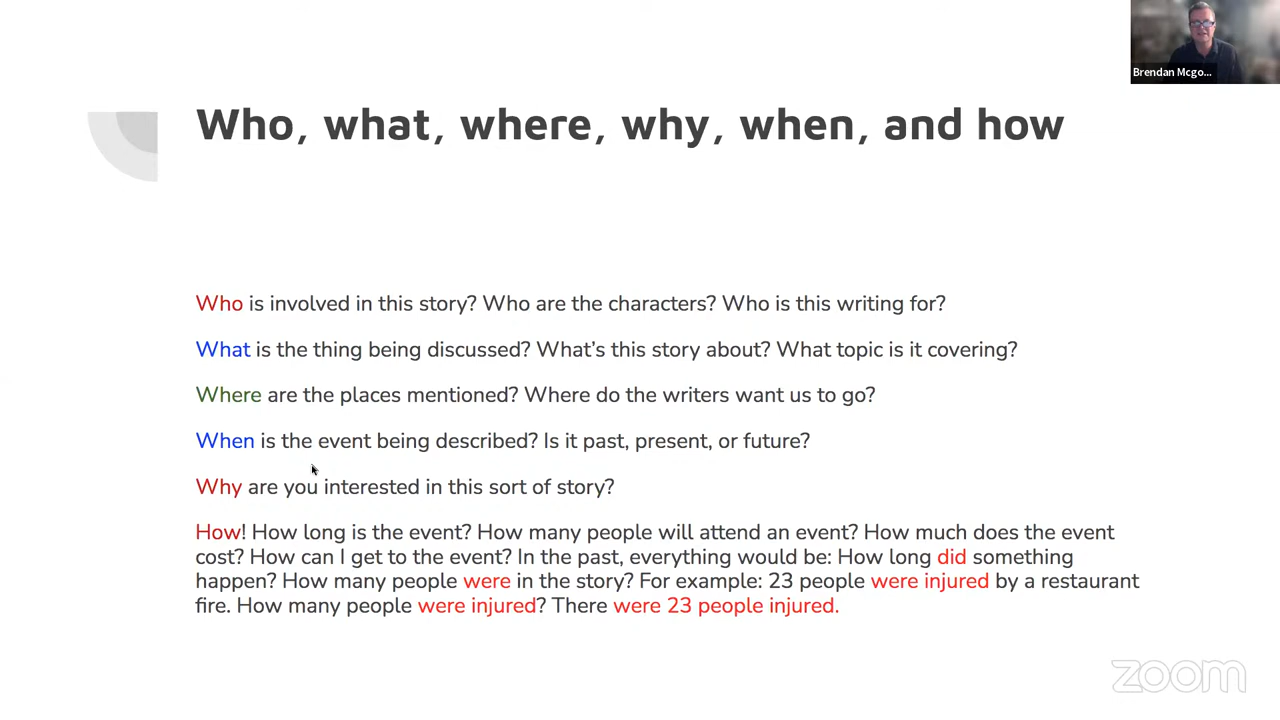 Brendan Mcgo...
Who, what, where, why, when, and how
Who is involved in this story? Who are the characters? Who is this writing for?
What is the thing being discussed? What's this story about? What topic is it covering?
Where are the places mentioned? Where do the writers want us to go?
When is the event being described? Is it past, present, or future?
Why are you interested in this sort of story?
How! How long is the event? How many people will attend an event? How much does the event
cost? How can I get to the event? In the past, everything would be: How long did something
happen? How many people were in the story? For example: 23 people were injured by a restaurant
fire. How many people were injured? There were 23 people injured.
zoom